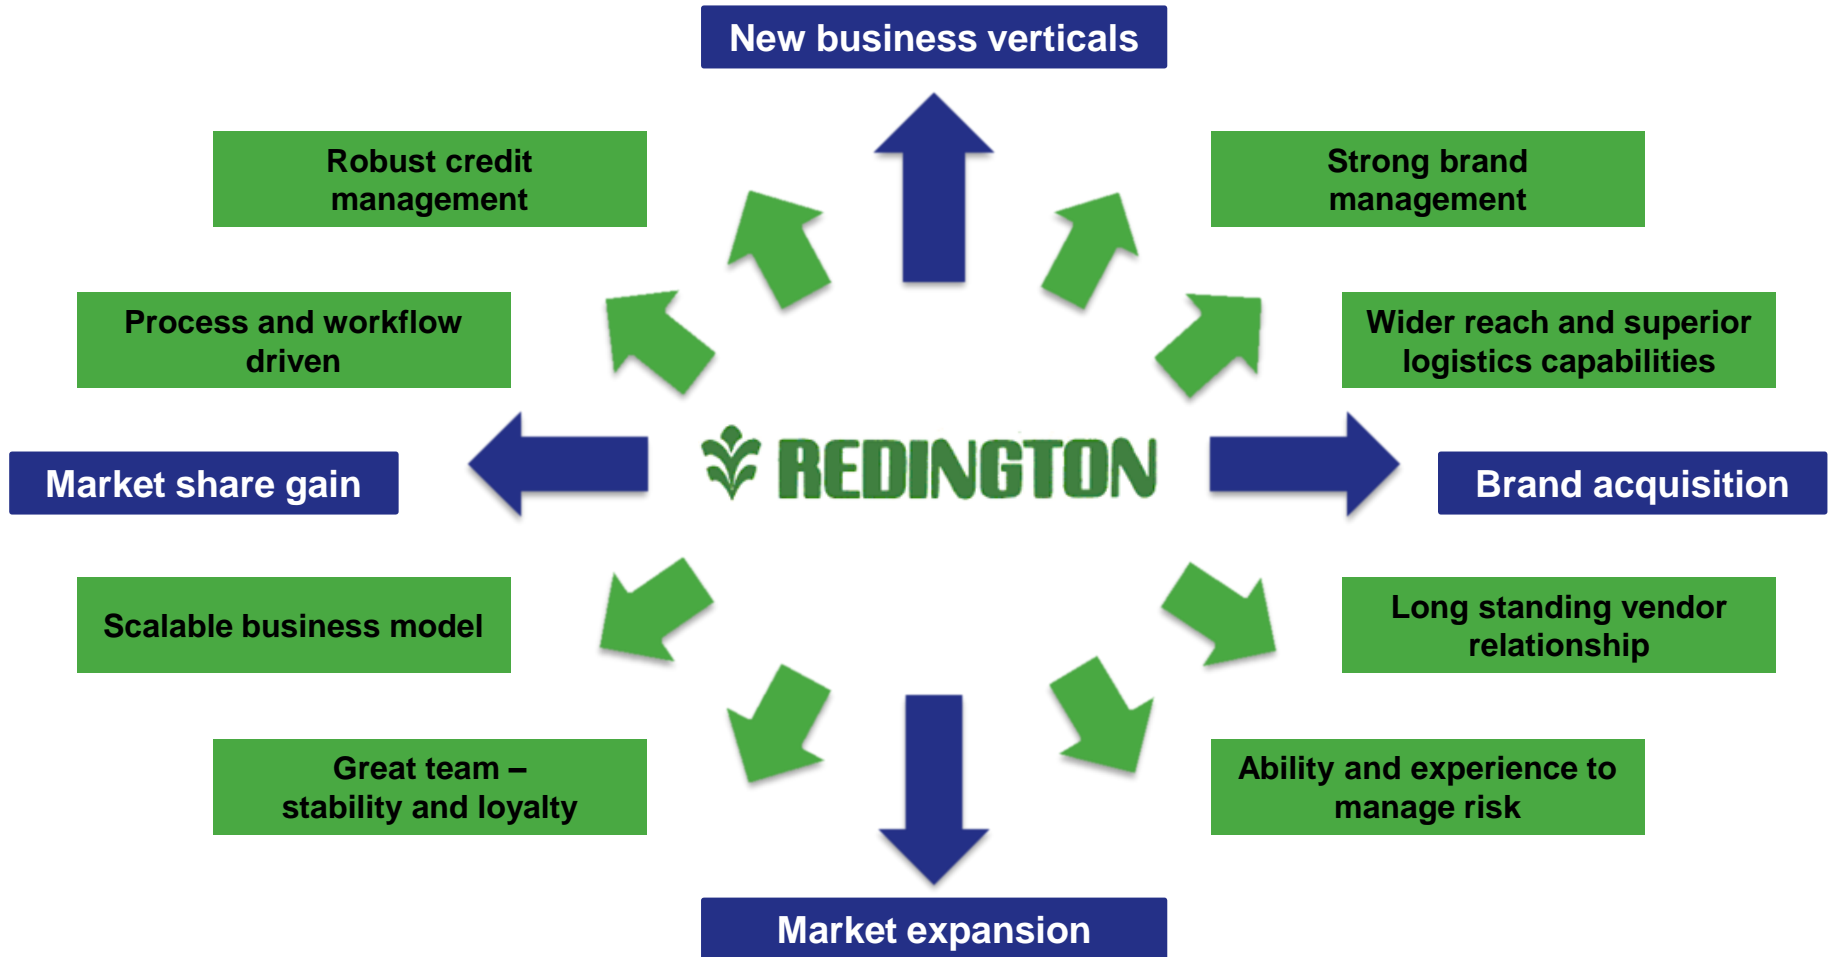 New business verticals
Robust credit
management
Strong brand
management
Process and workflow
driven
Wider reach and superior
logistics capabilities
Market share gain
REDINGTON
Brand acquisition
Scalable business model
Long standing vendor
relationship
Great team –
stability and loyalty
Ability and experience to
manage risk
Market expansion